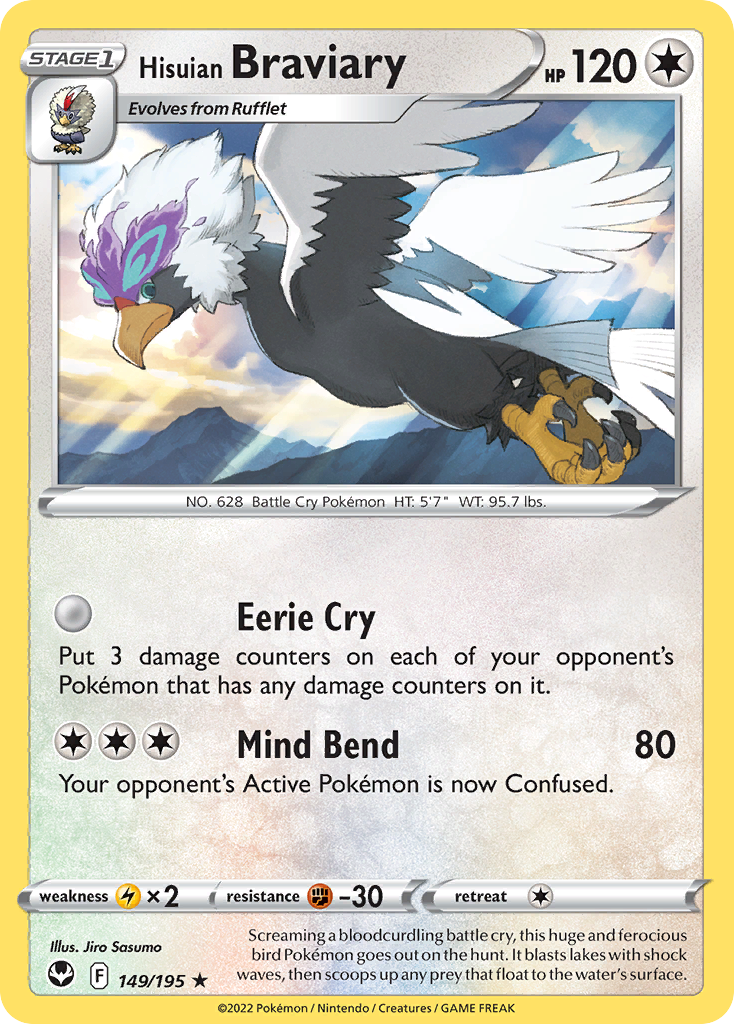 STAGE1
Hisuian Braviary
HP 120
Evolves from Rufflet
NO. 628 Battle Cry Pokémon HT: 5'7" WT: 95.7 lbs.
Eerie Cry
Put 3 damage counters on each of your opponent's
Pokémon that has any damage counters on it.
Mind Bend 80
Your opponent's Active Pokémon is now Confused.
weakness ×2 resistance -30 retreat
Illus. Jiro Sasumo
F 149/195 ★
Screaming a bloodcurdling battle cry, this huge and ferocious
bird Pokémon goes out on the hunt. It blasts lakes with shock
waves, then scoops up any prey that float to the water's surface.
©2022 Pokémon / Nintendo / Creatures / GAME FREAK